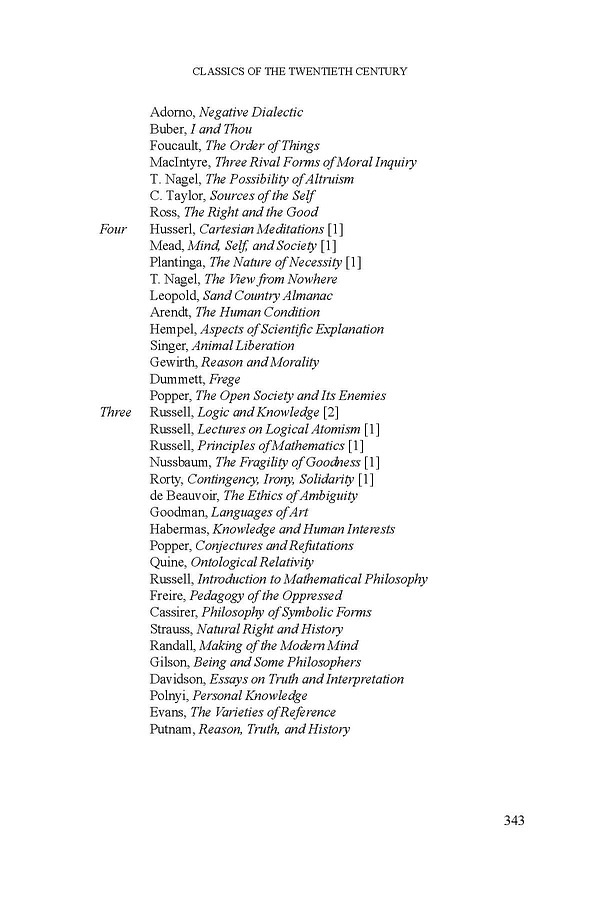 CLASSICS OF THE TWENTIETH CENTURY
Adorno, Negative Dialectic
Buber, I and Thou
Foucault, The Order of Things
MacIntyre, Three Rival Forms of Moral Inquiry
T. Nagel, The Possibility of Altruism
C. Taylor, Sources of the Self
Ross, The Right and the Good
Four Husserl, Cartesian Meditations [1]
Mead, Mind, Self, and Society [1]
Plantinga, The Nature of Necessity [1]
T. Nagel, The View from Nowhere
Leopold, Sand Country Almanac
Arendt, The Human Condition
Hempel, Aspects of Scientific Explanation
Singer, Animal Liberation
Gewirth, Reason and Morality
Dummett, Frege
Popper, The Open Society and Its Enemies
Three Russell, Logic and Knowledge [2]
Russell, Lectures on Logical Atomism [1]
Russell, Principles of Mathematics [1]
Nussbaum, The Fragility of Goodness [1]
Rorty, Contingency, Irony, Solidarity [1]
de Beauvoir, The Ethics of Ambiguity
Goodman, Languages of Art
Habermas, Knowledge and Human Interests
Popper, Conjectures and Refutations
Quine, Ontological Relativity
Russell, Introduction to Mathematical Philosophy
Freire, Pedagogy of the Oppressed
Cassirer, Philosophy of Symbolic Forms
Strauss, Natural Right and History
Randall, Making of the Modern Mind
Gilson, Being and Some Philosophers
Davidson, Essays on Truth and Interpretation
Polnyi, Personal Knowledge
Evans, The Varieties of Reference
Putnam, Reason, Truth, and History
343